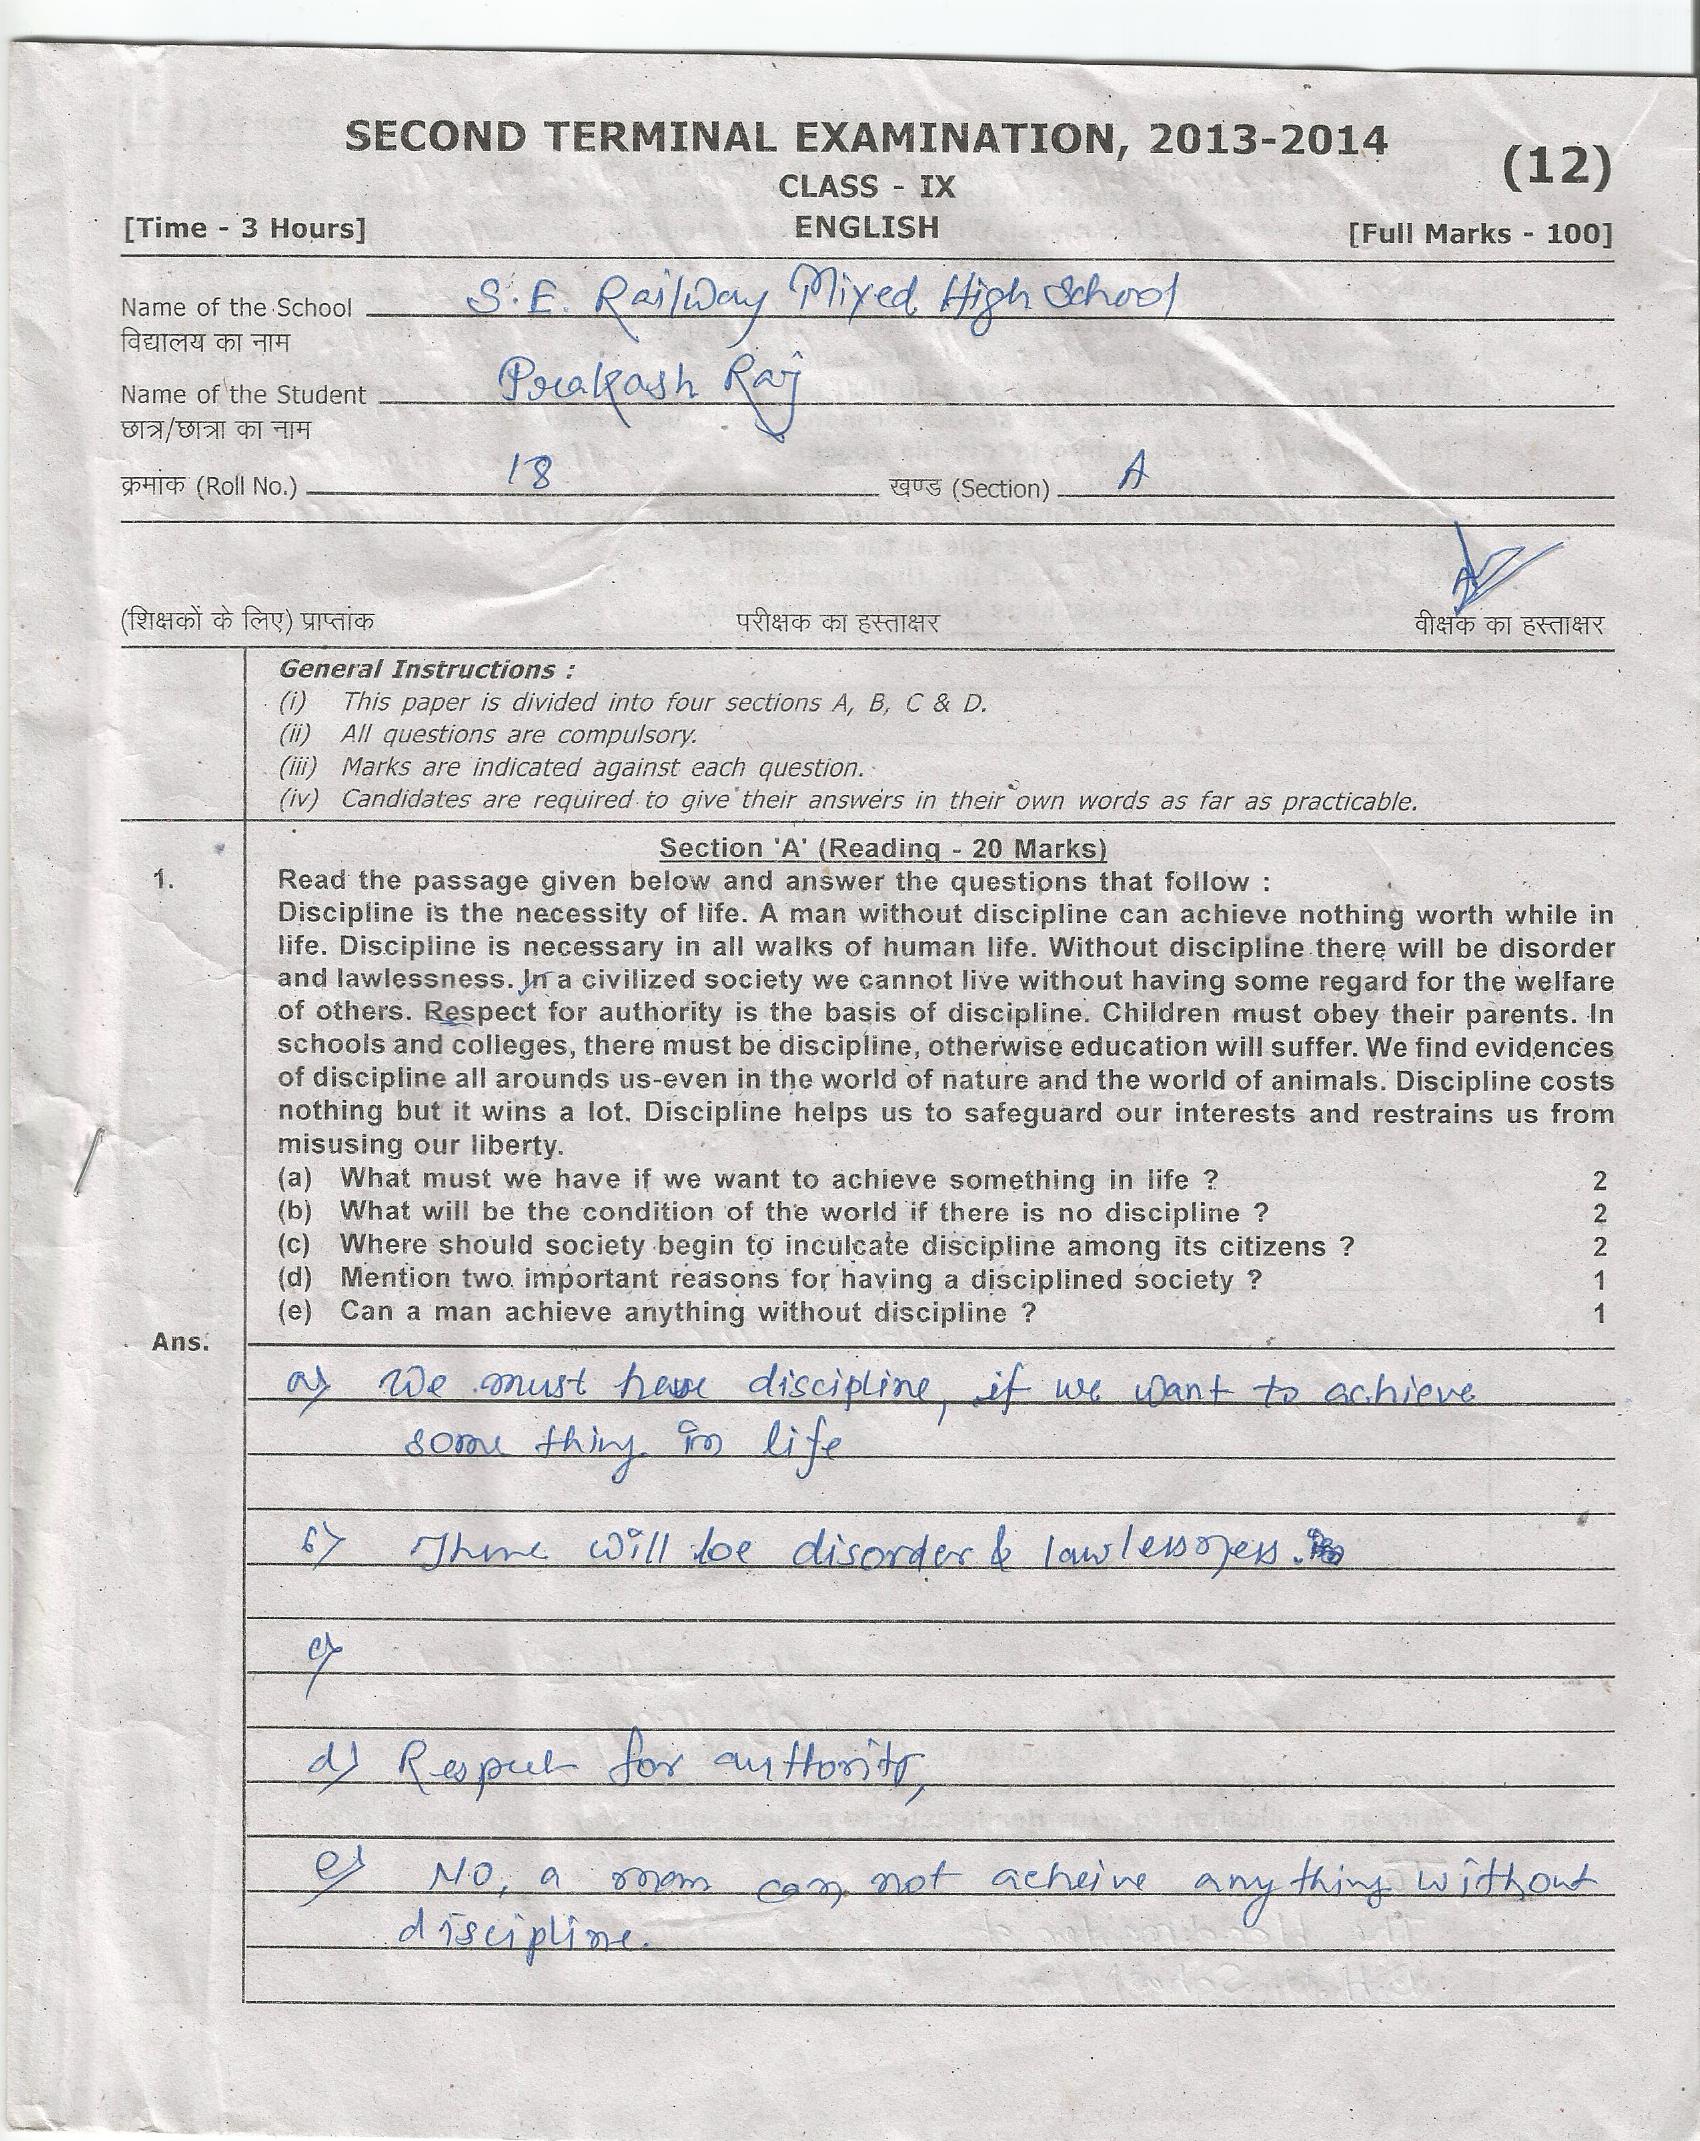 SECOND TERMINAL EXAMINATION, 2013-2014
(12)
CLASS - IX
[Time - 3 Hours] ENGLISH [Full Marks - 100]
Name of the School S.E. Railway Mixed High School
विद्यालय का नाम
Name of the Student Prakash Raj
छात्र/छात्रा का नाम
क्रमांक (Roll No.) 18 खण्ड (Section) A
(शिक्षकों के लिए) प्राप्तांक परीक्षक का हस्ताक्षर वीक्षक का हस्ताक्षर
General Instructions :
(i) This paper is divided into four sections A, B, C & D.
(ii) All questions are compulsory.
(iii) Marks are indicated against each question.
(iv) Candidates are required to give their answers in their own words as far as practicable.
Section 'A' (Reading - 20 Marks)
1. Read the passage given below and answer the questions that follow :
Discipline is the necessity of life. A man without discipline can achieve nothing worth while in
life. Discipline is necessary in all walks of human life. Without discipline there will be disorder
and lawlessness. In a civilized society we cannot live without having some regard for the welfare
of others. Respect for authority is the basis of discipline. Children must obey their parents. In
schools and colleges, there must be discipline, otherwise education will suffer. We find evidences
of discipline all arounds us-even in the world of nature and the world of animals. Discipline costs
nothing but it wins a lot. Discipline helps us to safeguard our interests and restrains us from
misusing our liberty.
(a) What must we have if we want to achieve something in life ? 2
(b) What will be the condition of the world if there is no discipline ? 2
(c) Where should society begin to inculcate discipline among its citizens ? 2
(d) Mention two important reasons for having a disciplined society ? 1
(e) Can a man achieve anything without discipline ? 1
Ans.
a) We must have discipline, if we want to achieve
some thing in life
b) There will be disorder & lawlessness.
c)
d) Respect for authority,
e) NO, a man can not acheive any thing without
discipline.